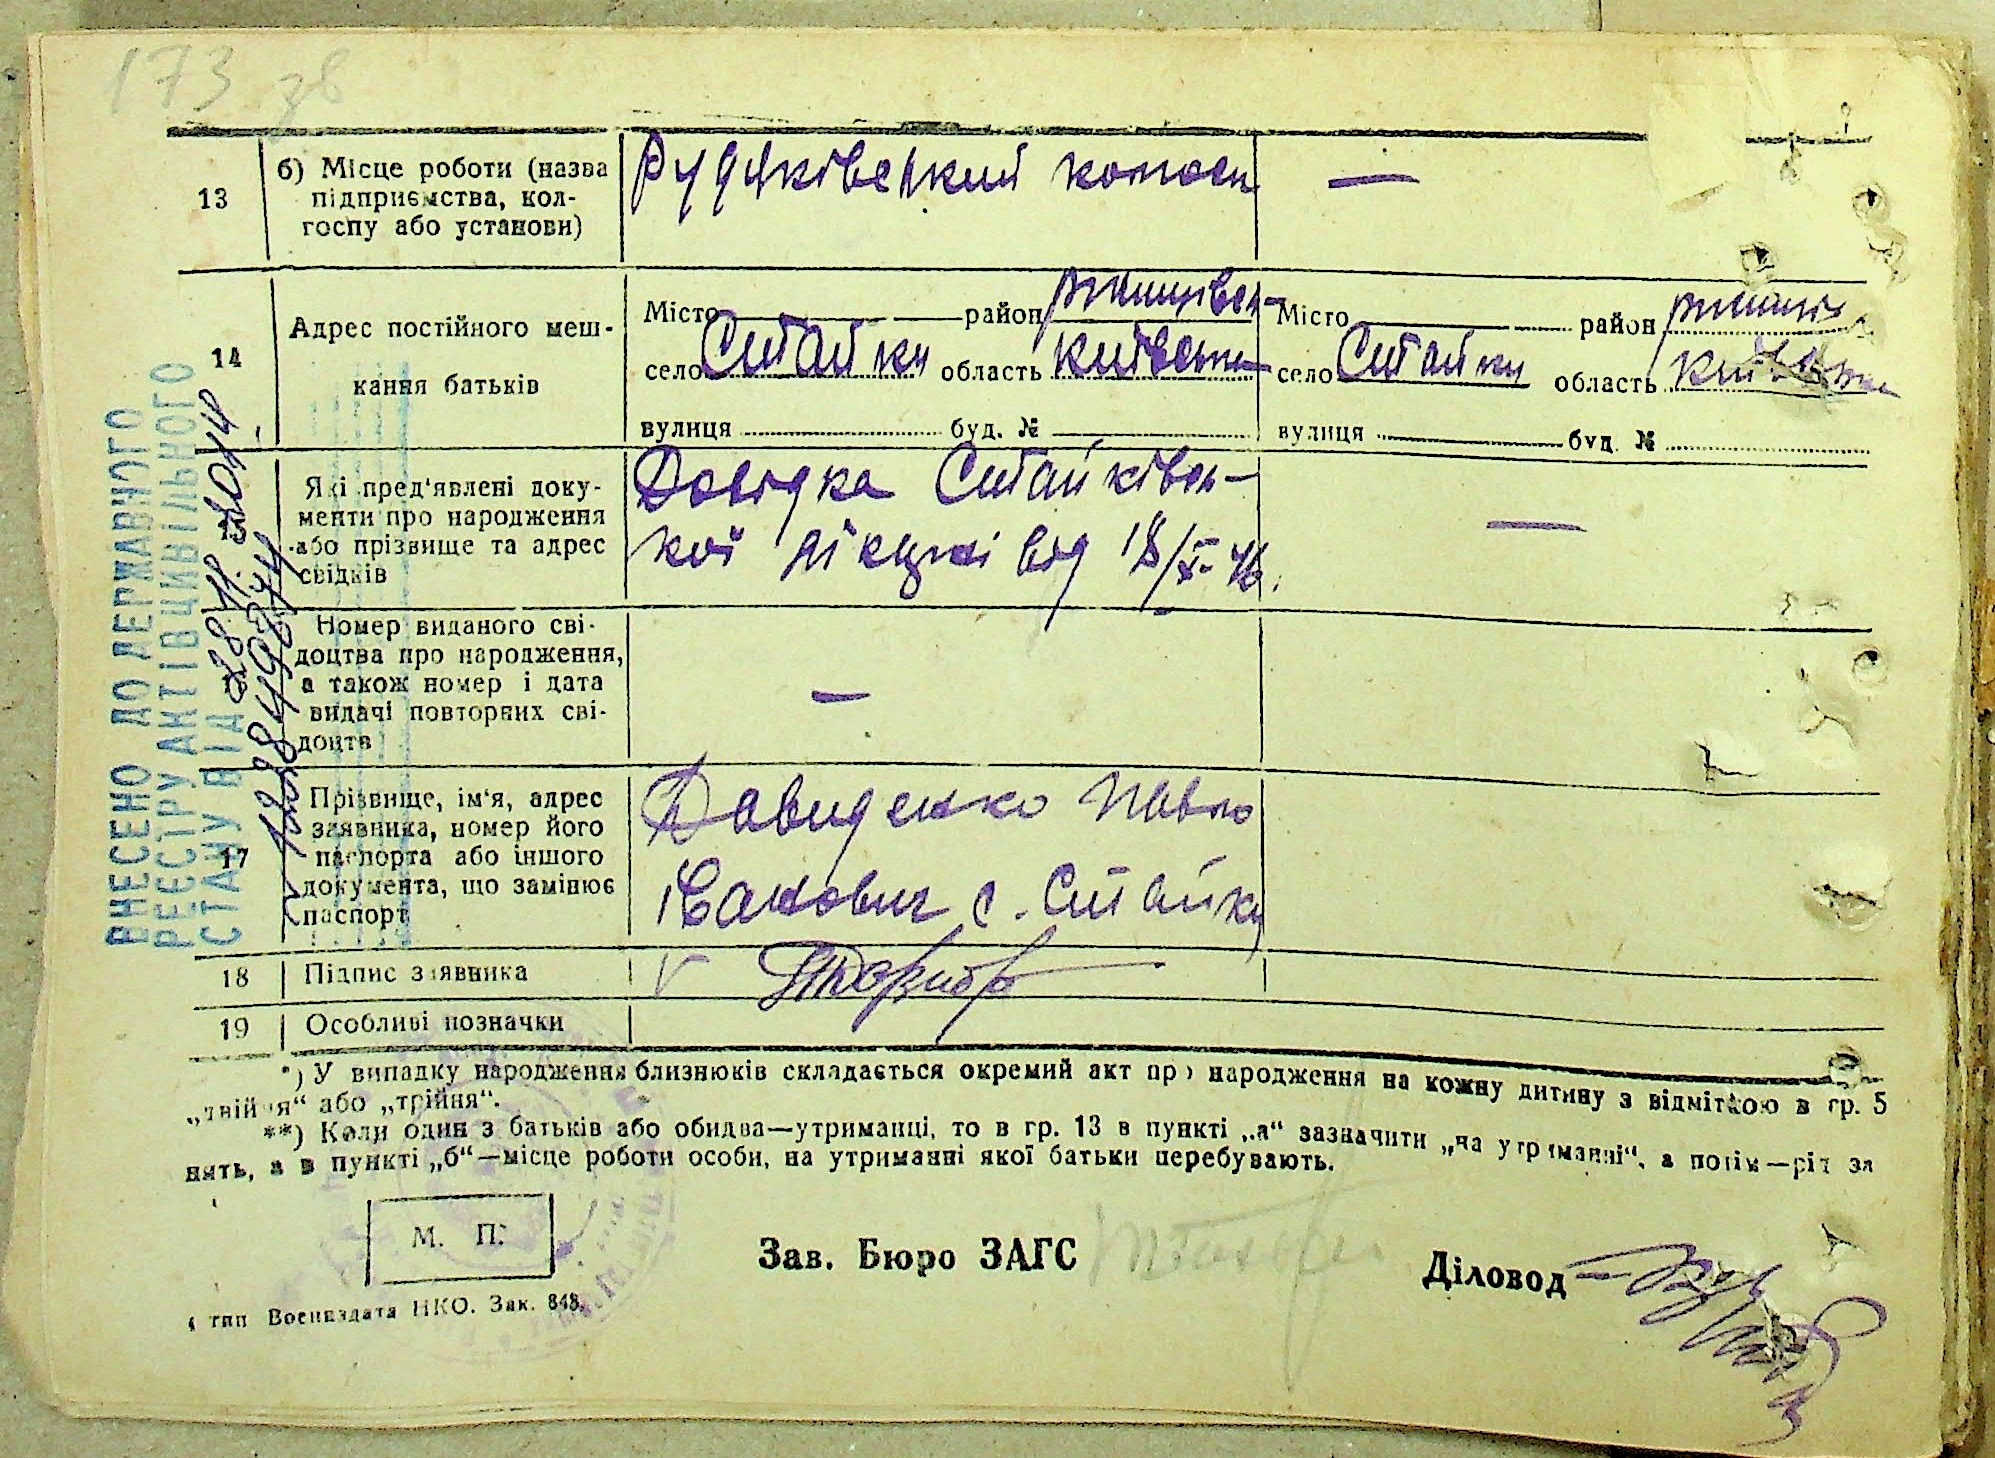 173 зв
13
б) Місце роботи (назва
підприємства, кол-
госпу або установи)
—
14
Адрес постійного меш-
кання батьків
Місто район
село Стайки область Київська
вулиця буд. №
Місто район
село Стайки область
вулиця буд. №
15
Які пред'явлені доку-
менти про народження
або прізвище та адрес
свідків
Довідка Стайківсь-
кої лікарні від 18/X-46.
—
Номер виданого сві-
доцтва про народження,
а також номер і дата
видачі повторних сві-
доцтв
—
17
Прізвище, ім'я, адрес
заявника, номер його
паспорта або іншого
документа, що замінює
паспорт
Давиденко Павло
Іванович с. Стайки
18
Підпис заявника
19
Особливі позначки
*) У випадку народження близнюків складається окремий акт про народження на кожну дитину з відміткою в гр. 5
„двійня“ або „трійня“.
**) Коли один з батьків або обидва—утриманці, то в гр. 13 в пункті „а“ зазначити „на утриманні“, а потім—рід за
нять, а в пункті „б“—місце роботи особи, на утриманні якої батьки перебувають.
М. П.
Зав. Бюро ЗАГС
Діловод
4 тип Воениздата НКО. Зак. 848.
ВНЕСЕНО ДО ДЕРЖАВНОГО
РЕЄСТРУ АКТІВ ЦИВІЛЬНОГО
СТАНУ ВІД